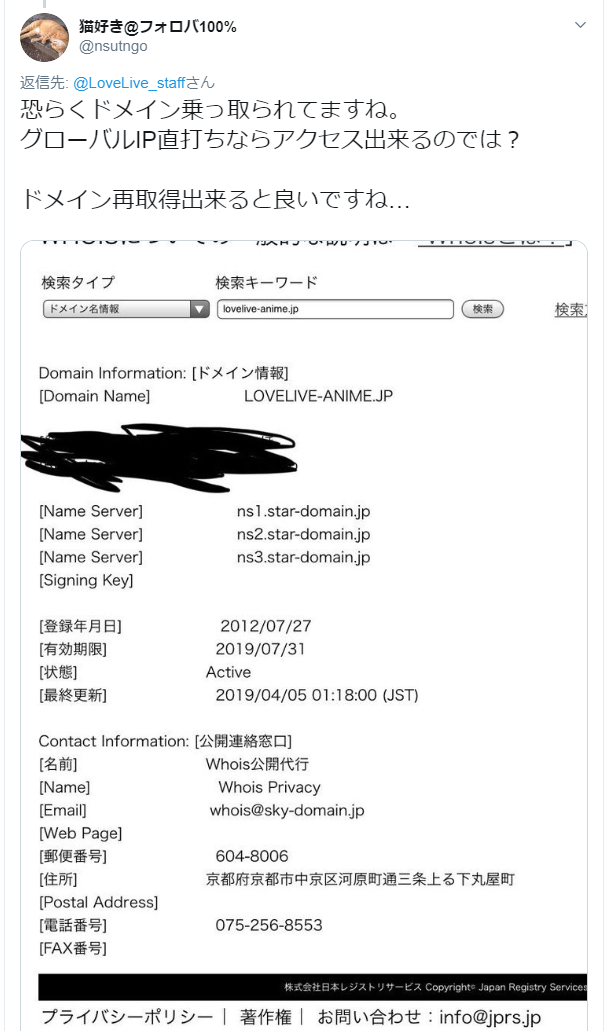 猫好き@フォロバ100%
@nsutngo
返信先: @LoveLive_staffさん
恐らくドメイン乗っ取られてますね。
グローバルIP直打ちならアクセス出来るのでは？
ドメイン再取得出来ると良いですね…
検索タイプ 検索キーワード
ドメイン名情報 lovelive-anime.jp 検索 検索
Domain Information: [ドメイン情報]
[Domain Name] LOVELIVE-ANIME.JP
[Name Server] ns1.star-domain.jp
[Name Server] ns2.star-domain.jp
[Name Server] ns3.star-domain.jp
[Signing Key]
[登録年月日] 2012/07/27
[有効期限] 2019/07/31
[状態] Active
[最終更新] 2019/04/05 01:18:00 (JST)
Contact Information: [公開連絡窓口]
[名前] Whois公開代行
[Name] Whois Privacy
[Email] whois@sky-domain.jp
[Web Page]
[郵便番号] 604-8006
[住所] 京都府京都市中京区河原町通三条上る下丸屋町
[Postal Address]
[電話番号] 075-256-8553
[FAX番号]
株式会社日本レジストリサービス Copyright© Japan Registry Services
プライバシーポリシー｜ 著作権｜ お問い合わせ：info@jprs.jp